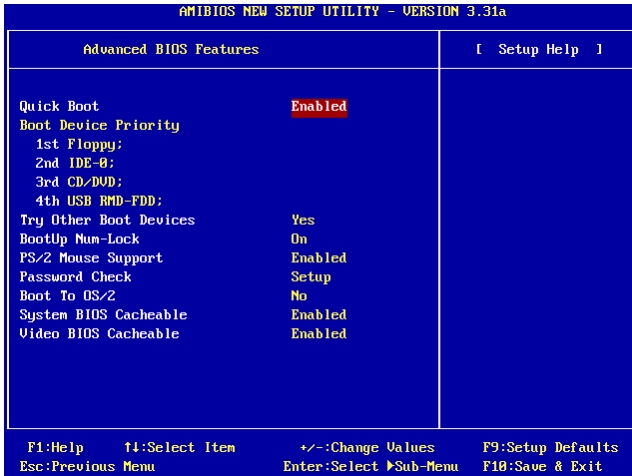 AMIBIOS NEW SETUP UTILITY - VERSION 3.31a
Advanced BIOS Features
[ Setup Help ]
Quick Boot Enabled
Boot Device Priority
1st Floppy:
2nd IDE-0:
3rd CD/DVD:
4th USB RMD-FDD:
Try Other Boot Devices Yes
BootUp Num-Lock On
PS/2 Mouse Support Enabled
Password Check Setup
Boot To OS/2 No
System BIOS Cacheable Enabled
Video BIOS Cacheable Enabled
F1:Help ↑↓:Select Item +/-:Change Values F9:Setup Defaults
Esc:Previous Menu Enter:Select ▶Sub-Menu F10:Save & Exit